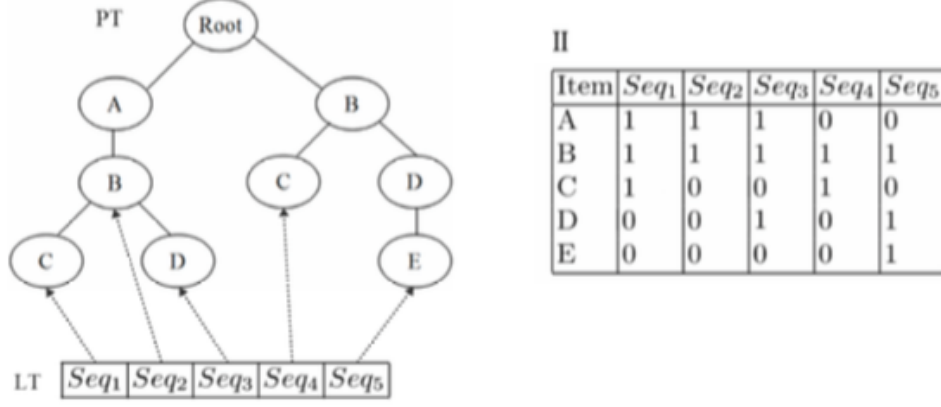 PT
Root
A
B
B
C
D
C
D
E
LT Seq₁ Seq₂ Seq₃ Seq₄ Seq₅
II
Item Seq₁ Seq₂ Seq₃ Seq₄ Seq₅
A 1 1 1 0 0
B 1 1 1 1 1
C 1 0 0 1 0
D 0 0 1 0 1
E 0 0 0 0 1